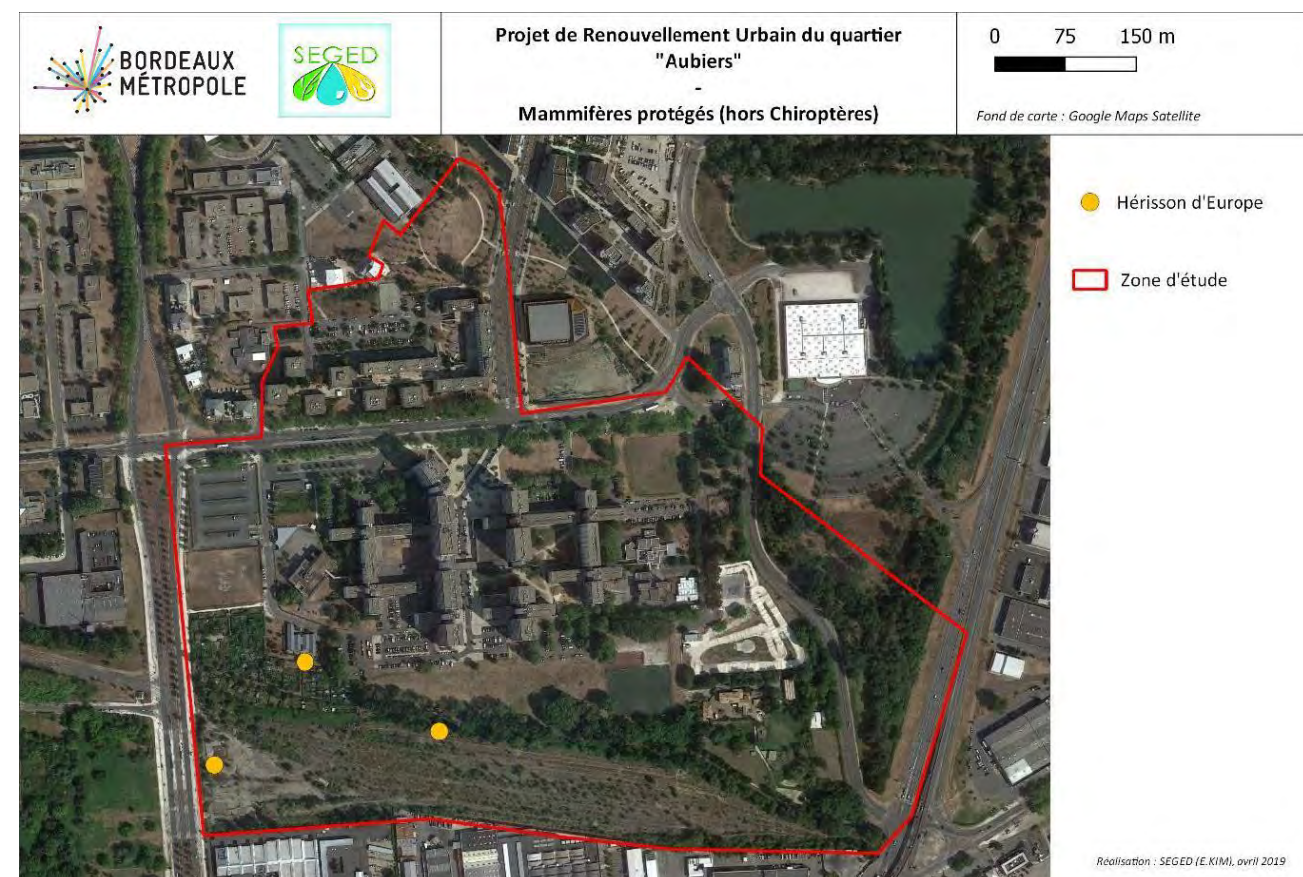 BORDEAUX
MÉTROPOLE
SEGED
Projet de Renouvellement Urbain du quartier
"Aubiers"
-
Mammifères protégés (hors Chiroptères)
0 75 150 m
Fond de carte : Google Maps Satellite
Hérisson d'Europe
Zone d'étude
Réalisation : SEGED (E.KIM), avril 2019